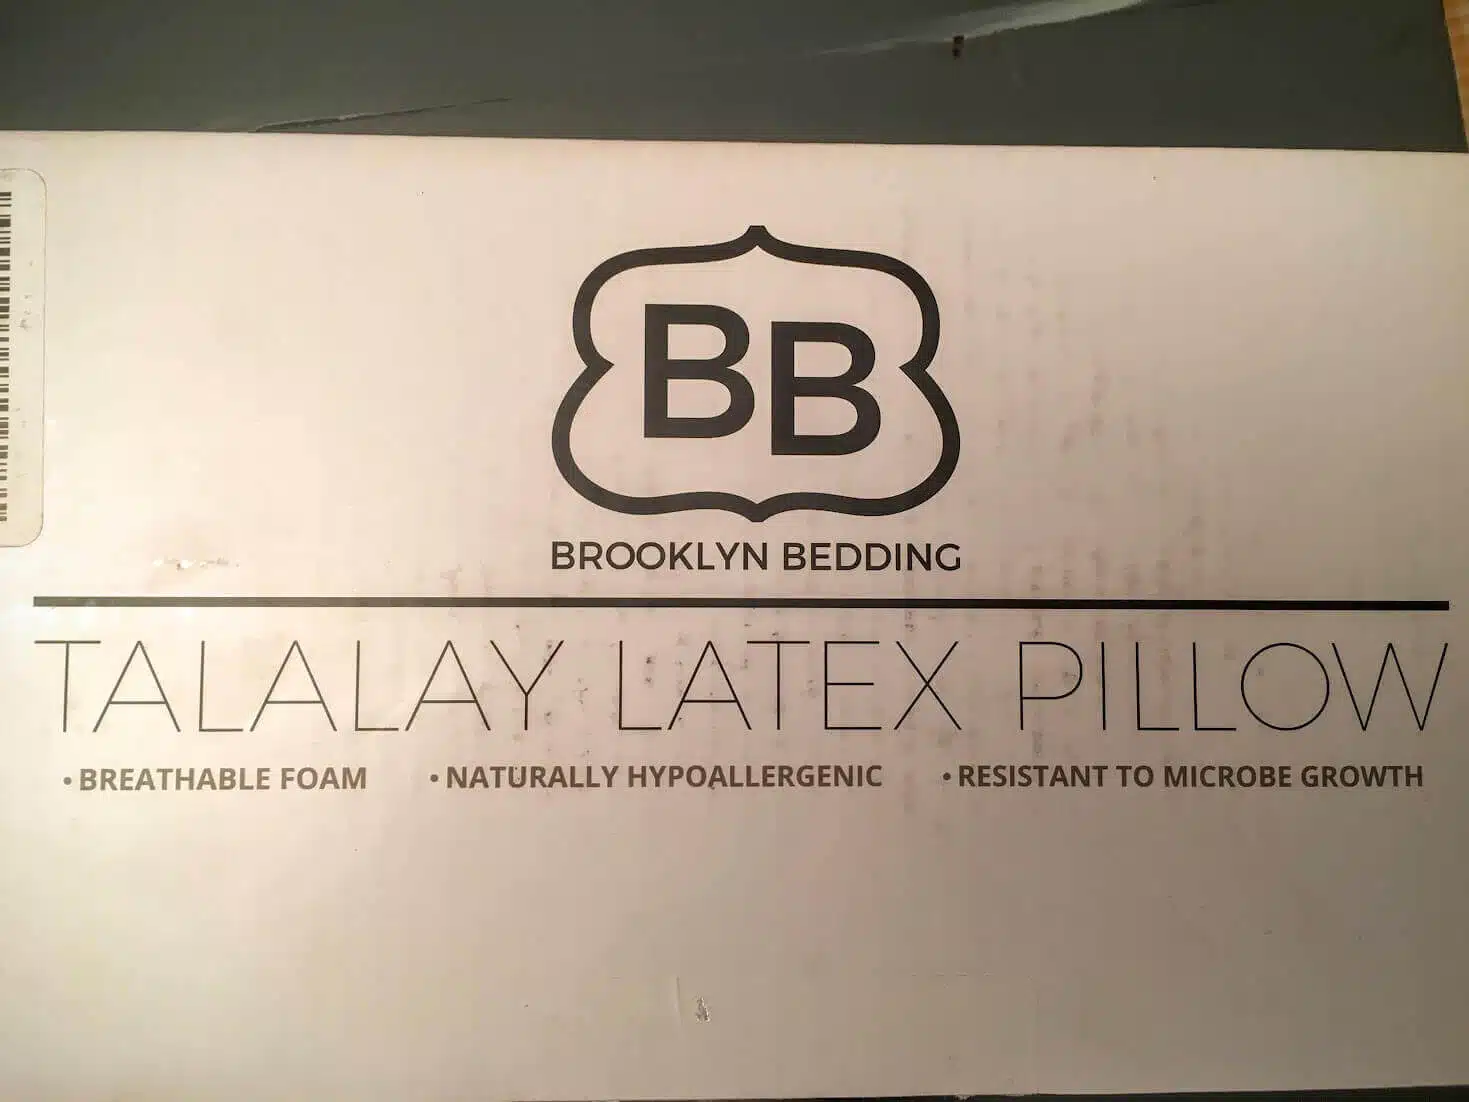 BB
BROOKLYN BEDDING
TALALAY LATEX PILLOW
• BREATHABLE FOAM • NATURALLY HYPOALLERGENIC • RESISTANT TO MICROBE GROWTH